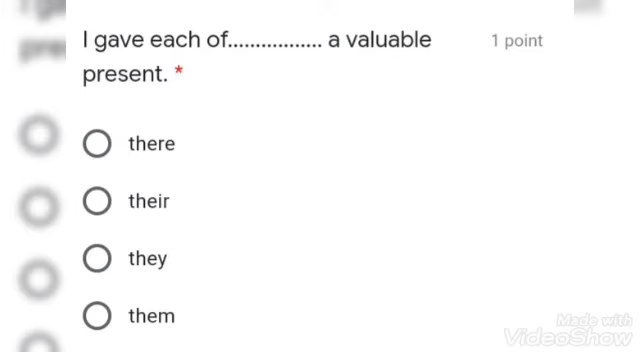 I gave each of................. a valuable
1 point
present. *
there
their
they
them
Made with
VideoShow